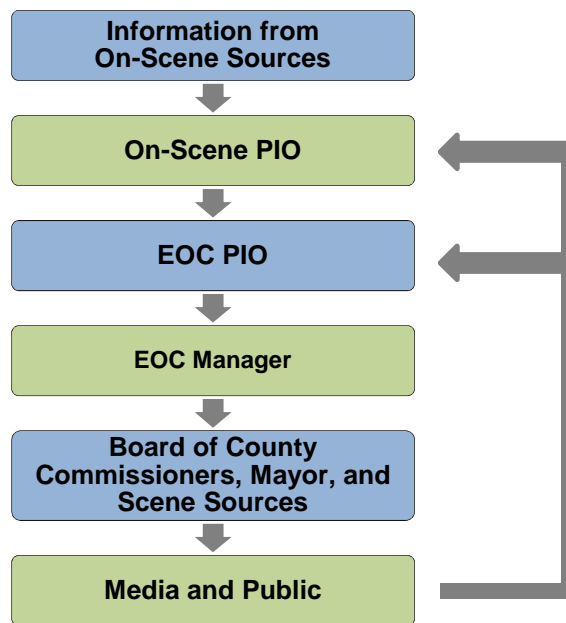 Information from
On-Scene Sources
On-Scene PIO
EOC PIO
EOC Manager
Board of County
Commissioners, Mayor, and
Scene Sources
Media and Public